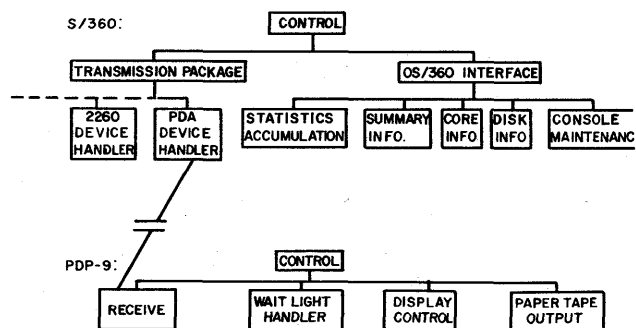 S/360:
CONTROL
TRANSMISSION PACKAGE
OS/360 INTERFACE
2260
DEVICE
HANDLER
PDA
DEVICE
HANDLER
STATISTICS
ACCUMULATION
SUMMARY
INFO.
CORE
INFO
DISK
INFO
CONSOLE
MAINTENANC
PDP-9:
CONTROL
RECEIVE
WAIT LIGHT
HANDLER
DISPLAY
CONTROL
PAPER TAPE
OUTPUT